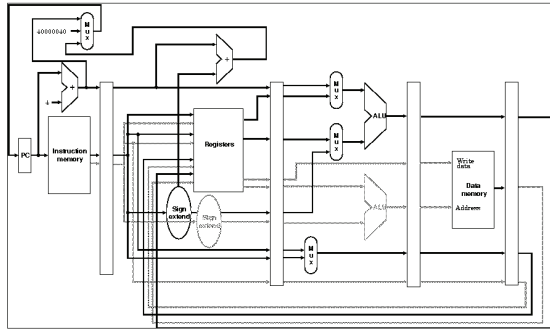 40000040
M
u
x
+
+
4
PC
Instruction
memory
Registers
M
u
x
M
u
x
ALU
Write
data
Data
memory
Address
ALU
Sign
extend
Sign
extend
M
u
x